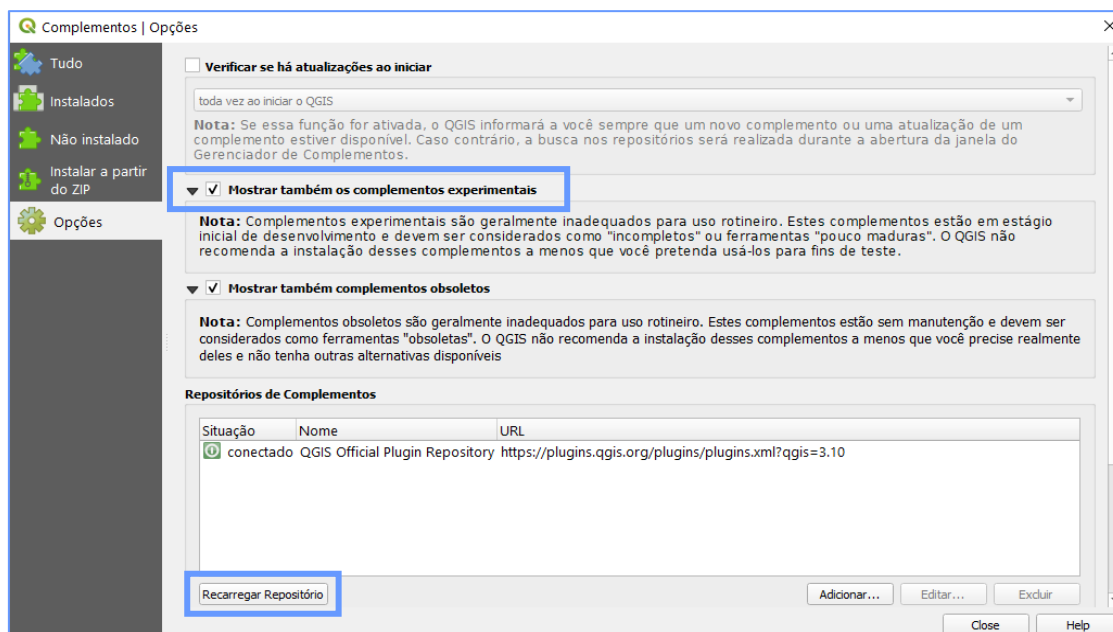 Complementos | Opções
Tudo
Instalados
Não instalado
Instalar a partir
do ZIP
Opções
Verificar se há atualizações ao iniciar
toda vez ao iniciar o QGIS
Nota: Se essa função for ativada, o QGIS informará a você sempre que um novo complemento ou uma atualização de um
complemento estiver disponível. Caso contrário, a busca nos repositórios será realizada durante a abertura da janela do
Gerenciador de Complementos.
Mostrar também os complementos experimentais
Nota: Complementos experimentais são geralmente inadequados para uso rotineiro. Estes complementos estão em estágio
inicial de desenvolvimento e devem ser considerados como "incompletos" ou ferramentas "pouco maduras". O QGIS não
recomenda a instalação desses complementos a menos que você pretenda usá-los para fins de teste.
Mostrar também complementos obsoletos
Nota: Complementos obsoletos são geralmente inadequados para uso rotineiro. Estes complementos estão sem manutenção e devem ser
considerados como ferramentas "obsoletas". O QGIS não recomenda a instalação desses complementos a menos que você precise realmente
deles e não tenha outras alternativas disponíveis
Repositórios de Complementos
Situação Nome URL
conectado QGIS Official Plugin Repository https://plugins.qgis.org/plugins/plugins.xml?qgis=3.10
Recarregar Repositório Adicionar... Editar... Excluir
Close Help